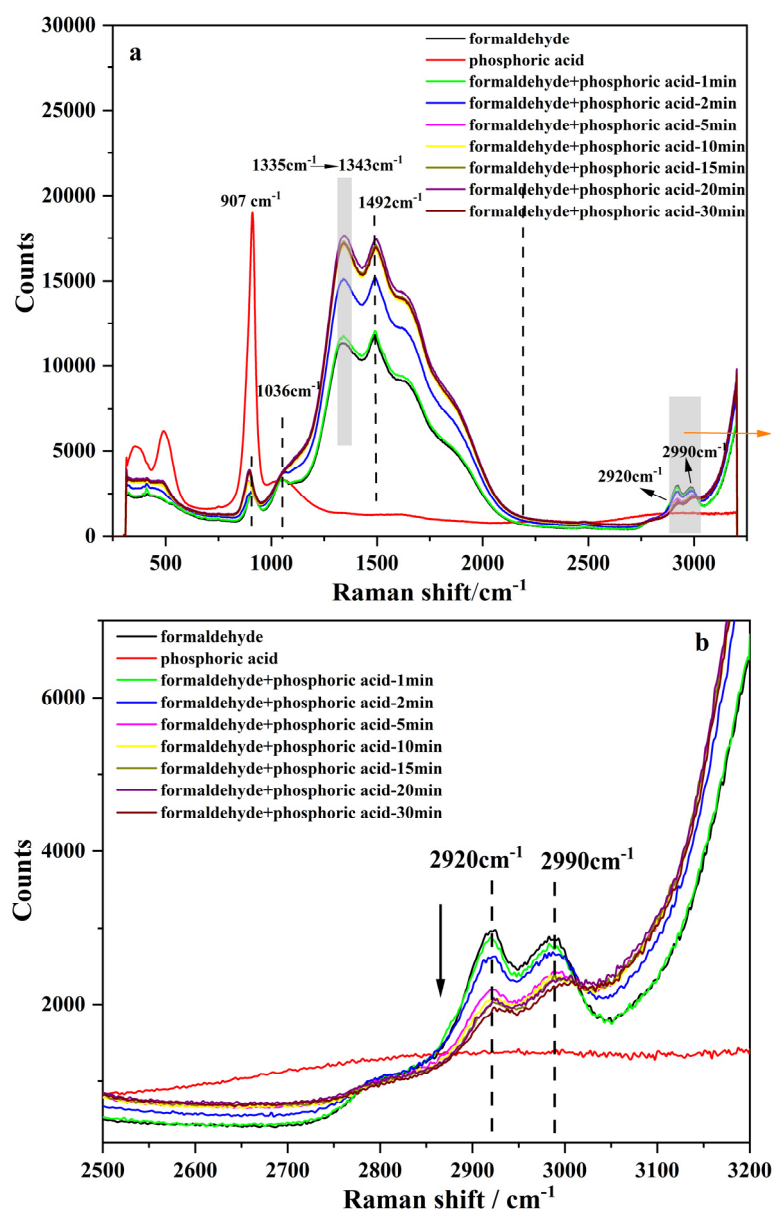 a
formaldehyde
phosphoric acid
formaldehyde+phosphoric acid-1min
formaldehyde+phosphoric acid-2min
formaldehyde+phosphoric acid-5min
formaldehyde+phosphoric acid-10min
formaldehyde+phosphoric acid-15min
formaldehyde+phosphoric acid-20min
formaldehyde+phosphoric acid-30min
1335cm⁻¹→1343cm⁻¹
907 cm⁻¹
1492cm⁻¹
1036cm⁻¹
2990cm⁻¹
2920cm⁻¹
30000
25000
20000
15000
10000
5000
0
Counts
500 1000 1500 2000 2500 3000
Raman shift/cm⁻¹
b
formaldehyde
phosphoric acid
formaldehyde+phosphoric acid-1min
formaldehyde+phosphoric acid-2min
formaldehyde+phosphoric acid-5min
formaldehyde+phosphoric acid-10min
formaldehyde+phosphoric acid-15min
formaldehyde+phosphoric acid-20min
formaldehyde+phosphoric acid-30min
2920cm⁻¹ 2990cm⁻¹
6000
4000
2000
Counts
2500 2600 2700 2800 2900 3000 3100 3200
Raman shift / cm⁻¹